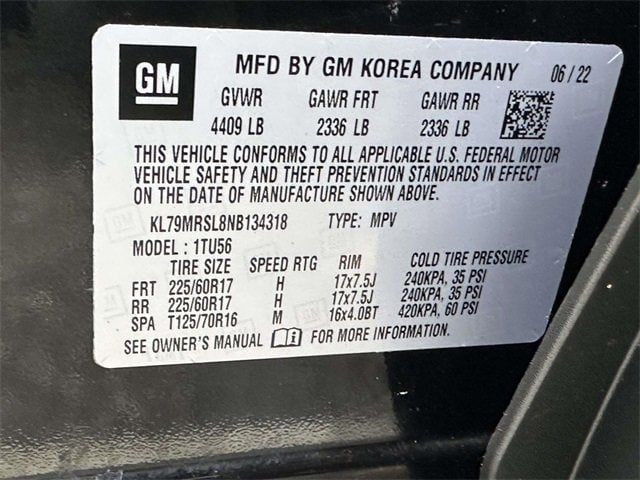 GM
MFD BY GM KOREA COMPANY 06 / 22
GVWR GAWR FRT GAWR RR
4409 LB 2336 LB 2336 LB
THIS VEHICLE CONFORMS TO ALL APPLICABLE U.S. FEDERAL MOTOR
VEHICLE SAFETY AND THEFT PREVENTION STANDARDS IN EFFECT
ON THE DATE OF MANUFACTURE SHOWN ABOVE.
KL79MRSL8NB134318 TYPE: MPV
MODEL : 1TU56
TIRE SIZE SPEED RTG RIM COLD TIRE PRESSURE
FRT 225/60R17 H 17x7.5J 240KPA, 35 PSI
RR 225/60R17 H 17x7.5J 240KPA, 35 PSI
SPA T125/70R16 M 16x4.0BT 420KPA, 60 PSI
SEE OWNER'S MANUAL FOR MORE INFORMATION.